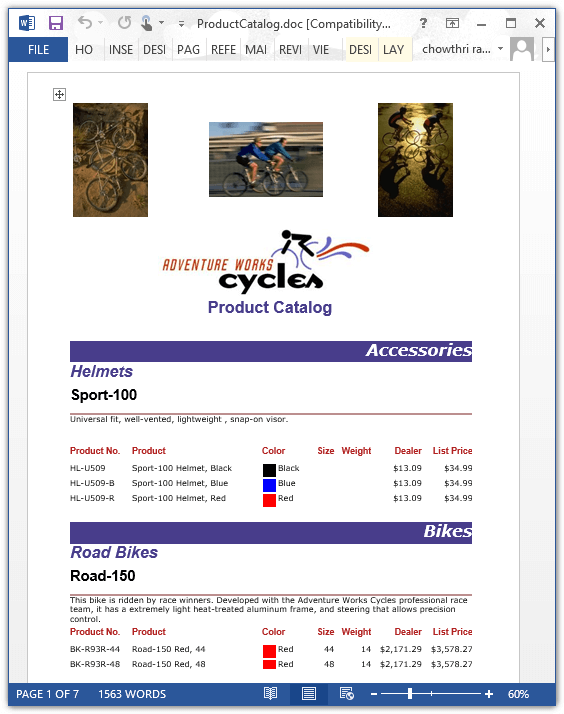 ProductCatalog.doc [Compatibility...
FILE HO INSE DESI PAG REFE MAI REVI VIE DESI LAY chowthri ra...
ADVENTURE WORKS
cycles
Product Catalog
Accessories
Helmets
Sport-100
Universal fit, well-vented, lightweight , snap-on visor.
Product No. Product Color Size Weight Dealer List Price
HL-U509 Sport-100 Helmet, Black Black $13.09 $34.99
HL-U509-B Sport-100 Helmet, Blue Blue $13.09 $34.99
HL-U509-R Sport-100 Helmet, Red Red $13.09 $34.99
Bikes
Road Bikes
Road-150
This bike is ridden by race winners. Developed with the Adventure Works Cycles professional race
team, it has a extremely light heat-treated aluminum frame, and steering that allows precision
control.
Product No. Product Color Size Weight Dealer List Price
BK-R93R-44 Road-150 Red, 44 Red 44 14 $2,171.29 $3,578.27
BK-R93R-48 Road-150 Red, 48 Red 48 14 $2,171.29 $3,578.27
PAGE 1 OF 7 1563 WORDS 60%